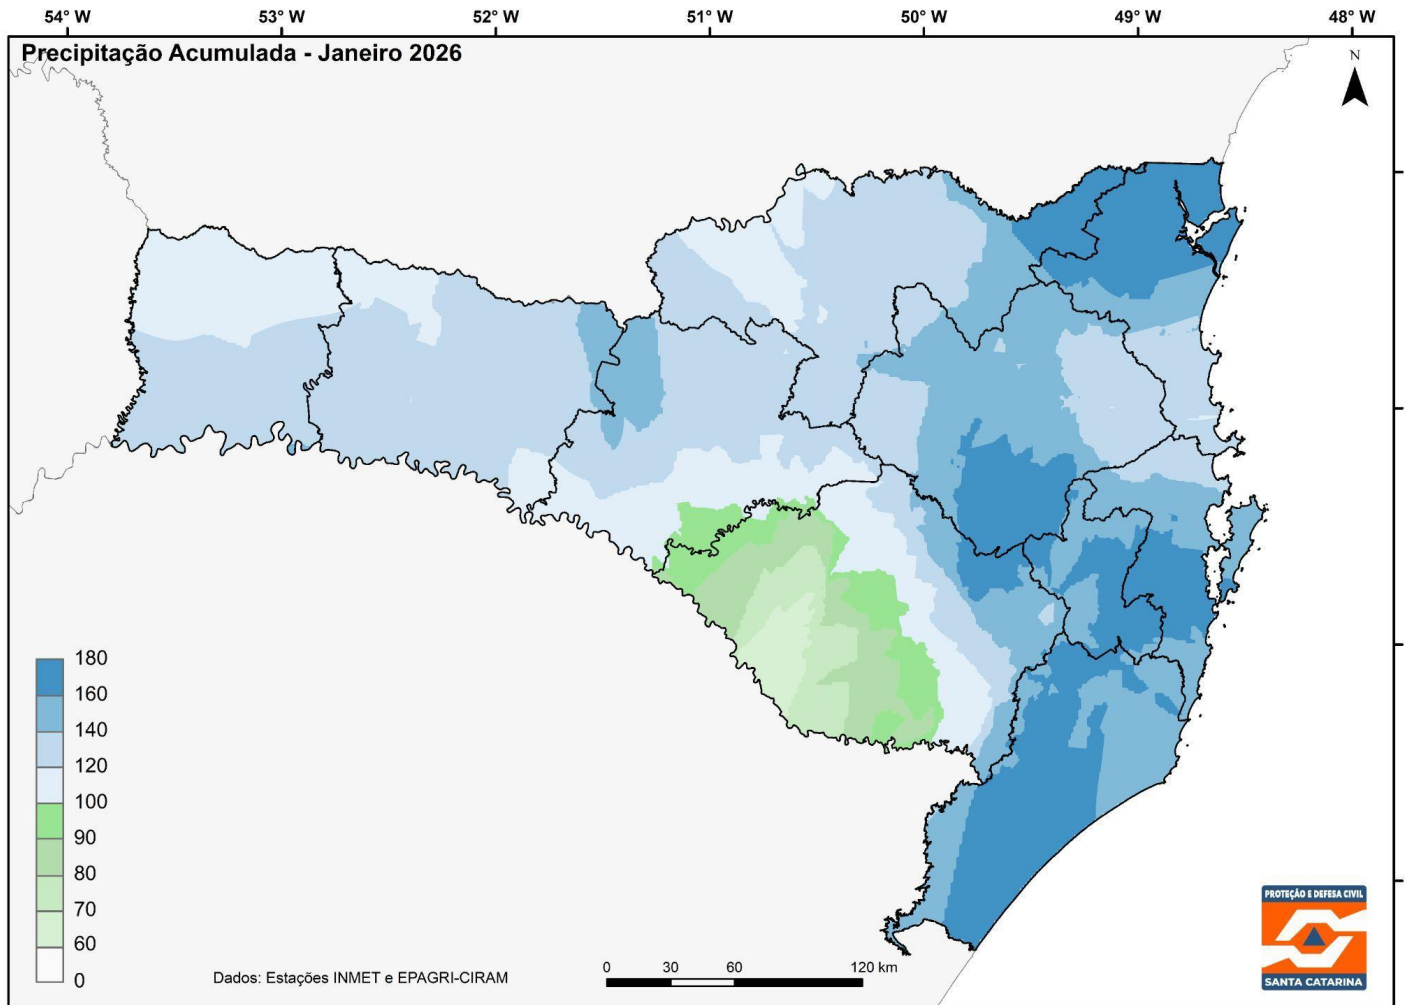 54° W 53° W 52° W 51° W 50° W 49° W 48° W
Precipitação Acumulada - Janeiro 2026
N
180
160
140
120
100
90
80
70
60
0
Dados: Estações INMET e EPAGRI-CIRAM
0 30 60 120 km
PROTEÇÃO E DEFESA CIVIL
SANTA CATARINA